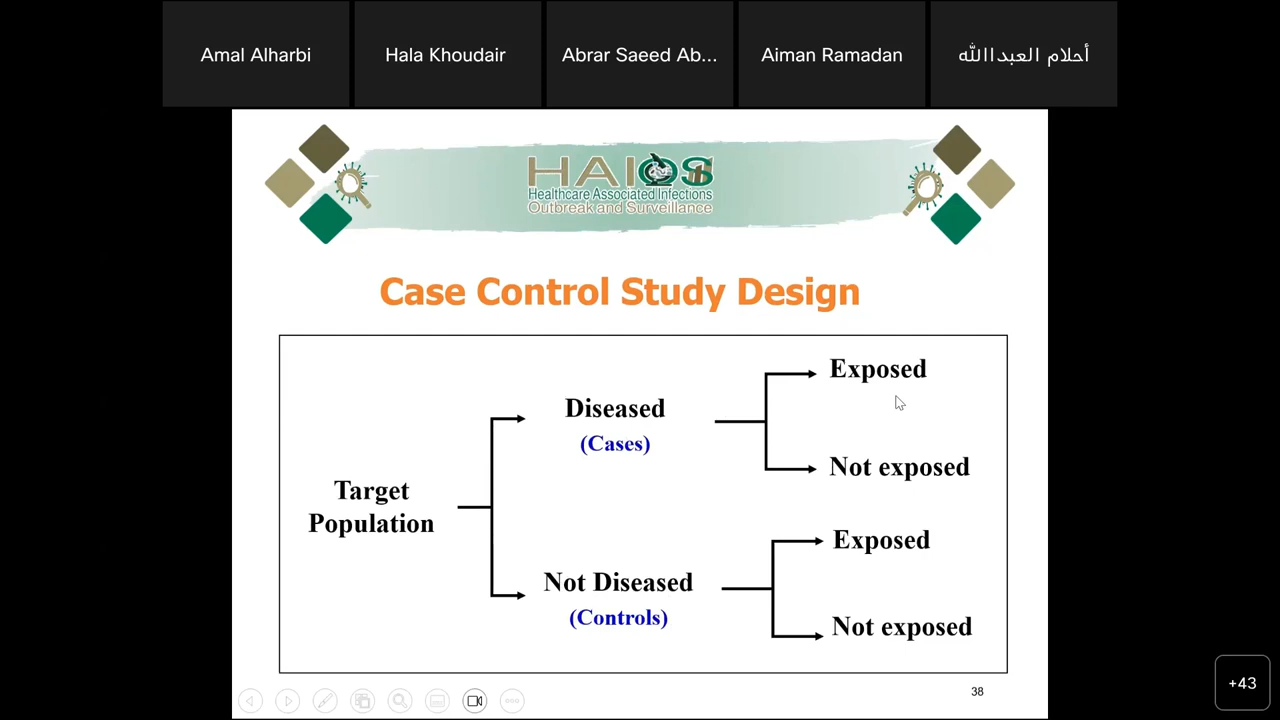 Amal Alharbi
Hala Khoudair
Abrar Saeed Ab...
Aiman Ramadan
أحلام العبداالله
HAIOS
Healthcare Associated Infections
Outbreak and Surveillance
Case Control Study Design
Exposed
Diseased
(Cases)
Not exposed
Target
Population
Exposed
Not Diseased
(Controls)
Not exposed
38
+43